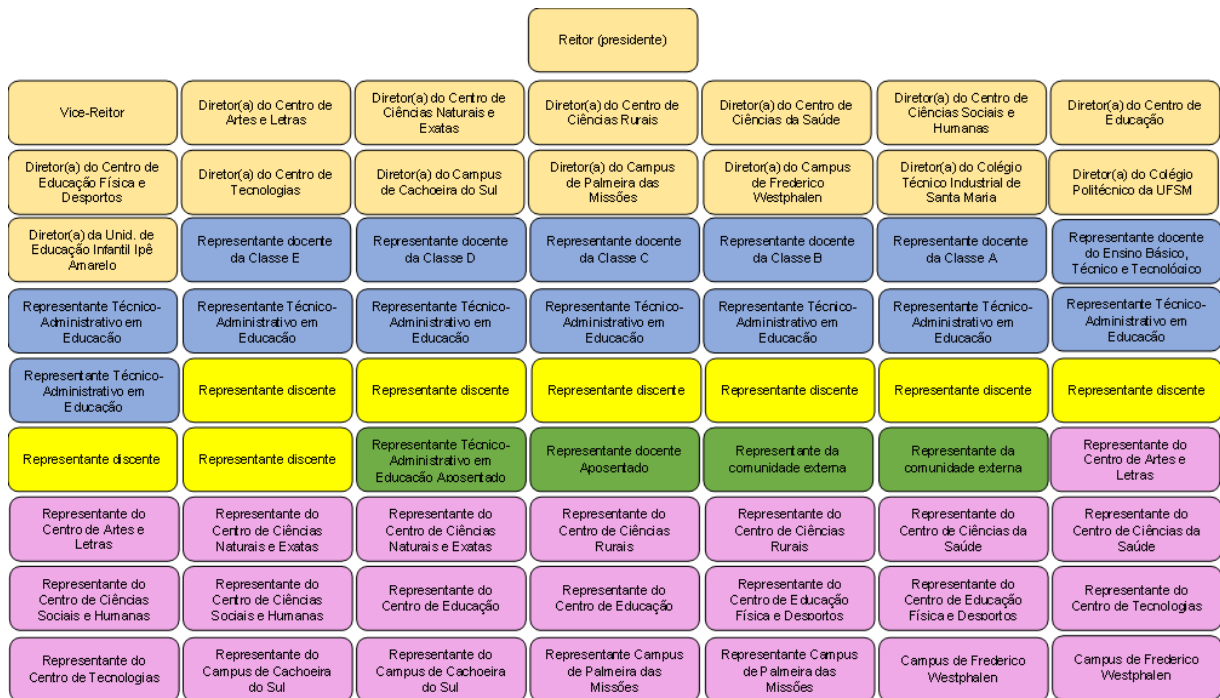 Reitor (presidente)
Vice-Reitor
Diretor(a) do Centro de
Artes e Letras
Diretor(a) do Centro de
Ciências Naturais e
Exatas
Diretor(a) do Centro de
Ciências Rurais
Diretor(a) do Centro de
Ciências da Saúde
Diretor(a) do Centro de
Ciências Sociais e
Humanas
Diretor(a) do Centro de
Educação
Diretor(a) do Centro de
Educação Física e
Desportos
Diretor(a) do Centro de
Tecnologias
Diretor(a) do Campus
de Cachoeira do Sul
Diretor(a) do Campus
de Palmeira das
Missões
Diretor(a) do Campus
de Frederico
Westphalen
Diretor(a) do Colégio
Técnico Industrial de
Santa Maria
Diretor(a) do Colégio
Politécnico da UFSM
Diretor(a) da Unid. de
Educação Infantil Ipê
Amarelo
Representante docente
da Classe E
Representante docente
da Classe D
Representante docente
da Classe C
Representante docente
da Classe B
Representante docente
da Classe A
Representante docente
do Ensino Básico,
Técnico e Tecnológico
Representante Técnico-
Administrativo em
Educação
Representante Técnico-
Administrativo em
Educação
Representante Técnico-
Administrativo em
Educação
Representante Técnico-
Administrativo em
Educação
Representante Técnico-
Administrativo em
Educação
Representante Técnico-
Administrativo em
Educação
Representante Técnico-
Administrativo em
Educação
Representante Técnico-
Administrativo em
Educação
Representante discente
Representante discente
Representante discente
Representante discente
Representante discente
Representante discente
Representante discente
Representante discente
Representante Técnico-
Administrativo em
Educação Aposentado
Representante docente
Aposentado
Representante da
comunidade externa
Representante da
comunidade externa
Representante do
Centro de Artes e
Letras
Representante do
Centro de Artes e
Letras
Representante do
Centro de Ciências
Naturais e Exatas
Representante do
Centro de Ciências
Naturais e Exatas
Representante do
Centro de Ciências
Rurais
Representante do
Centro de Ciências
Rurais
Representante do
Centro de Ciências da
Saúde
Representante do
Centro de Ciências da
Saúde
Representante do
Centro de Ciências
Sociais e Humanas
Representante do
Centro de Ciências
Sociais e Humanas
Representante do
Centro de Educação
Representante do
Centro de Educação
Representante do
Centro de Educação
Física e Desportos
Representante do
Centro de Educação
Física e Desportos
Representante do
Centro de Tecnologias
Representante do
Centro de Tecnologias
Representante do
Campus de Cachoeira
do Sul
Representante do
Campus de Cachoeira
do Sul
Representante Campus
de Palmeira das
Missões
Representante Campus
de Palmeira das
Missões
Campus de Frederico
Westphalen
Campus de Frederico
Westphalen